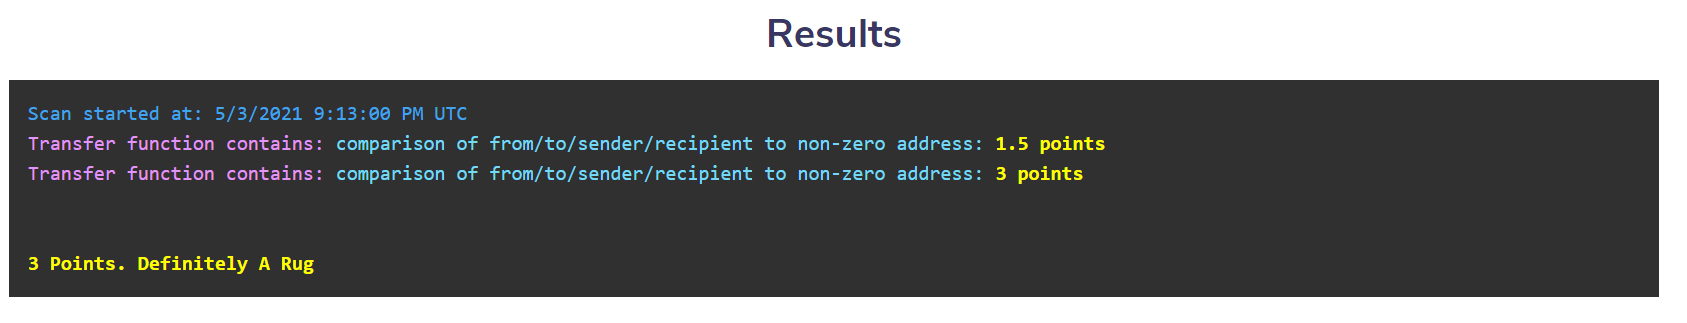 Results
Scan started at: 5/3/2021 9:13:00 PM UTC
Transfer function contains: comparison of from/to/sender/recipient to non-zero address: 1.5 points
Transfer function contains: comparison of from/to/sender/recipient to non-zero address: 3 points
3 Points. Definitely A Rug